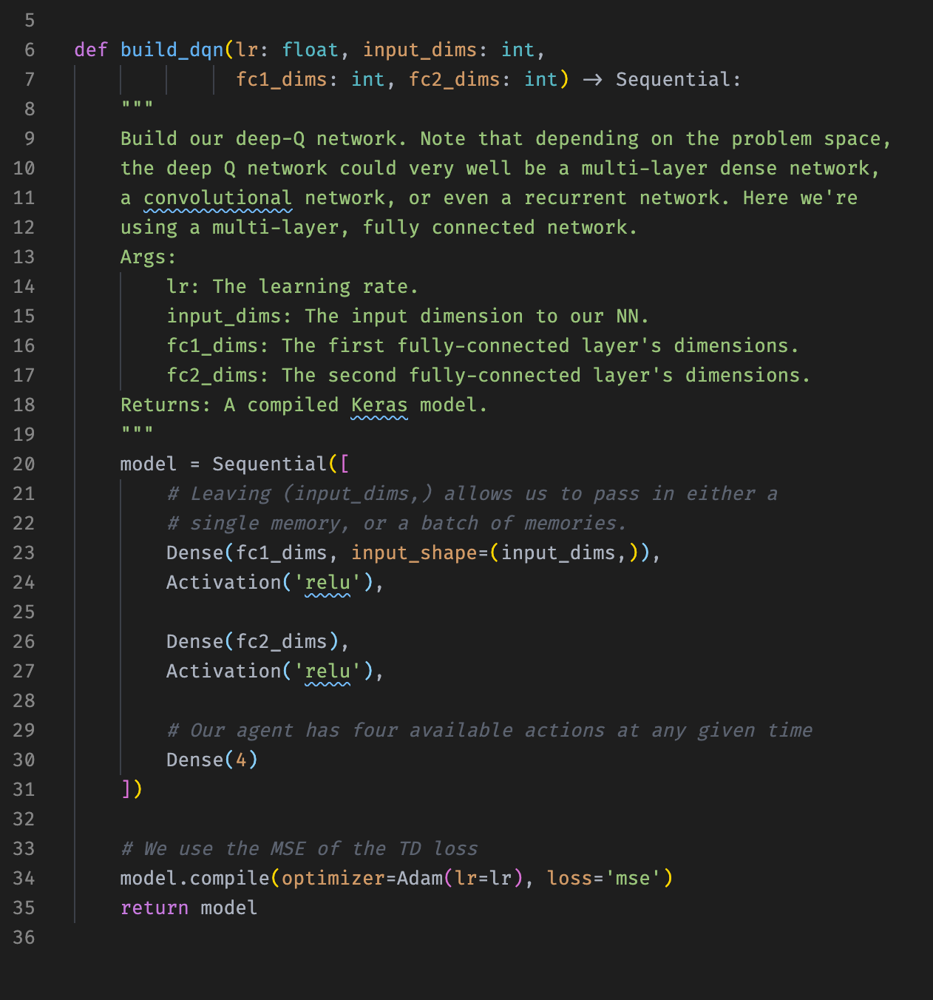 5
6 def build_dqn(lr: float, input_dims: int,
7 fc1_dims: int, fc2_dims: int) -> Sequential:
8 """
9 Build our deep-Q network. Note that depending on the problem space,
10 the deep Q network could very well be a multi-layer dense network,
11 a convolutional network, or even a recurrent network. Here we're
12 using a multi-layer, fully connected network.
13 Args:
14 lr: The learning rate.
15 input_dims: The input dimension to our NN.
16 fc1_dims: The first fully-connected layer's dimensions.
17 fc2_dims: The second fully-connected layer's dimensions.
18 Returns: A compiled Keras model.
19 """
20 model = Sequential([
21 # Leaving (input_dims,) allows us to pass in either a
22 # single memory, or a batch of memories.
23 Dense(fc1_dims, input_shape=(input_dims,)),
24 Activation('relu'),
25
26 Dense(fc2_dims),
27 Activation('relu'),
28
29 # Our agent has four available actions at any given time
30 Dense(4)
31 ])
32
33 # We use the MSE of the TD loss
34 model.compile(optimizer=Adam(lr=lr), loss='mse')
35 return model
36